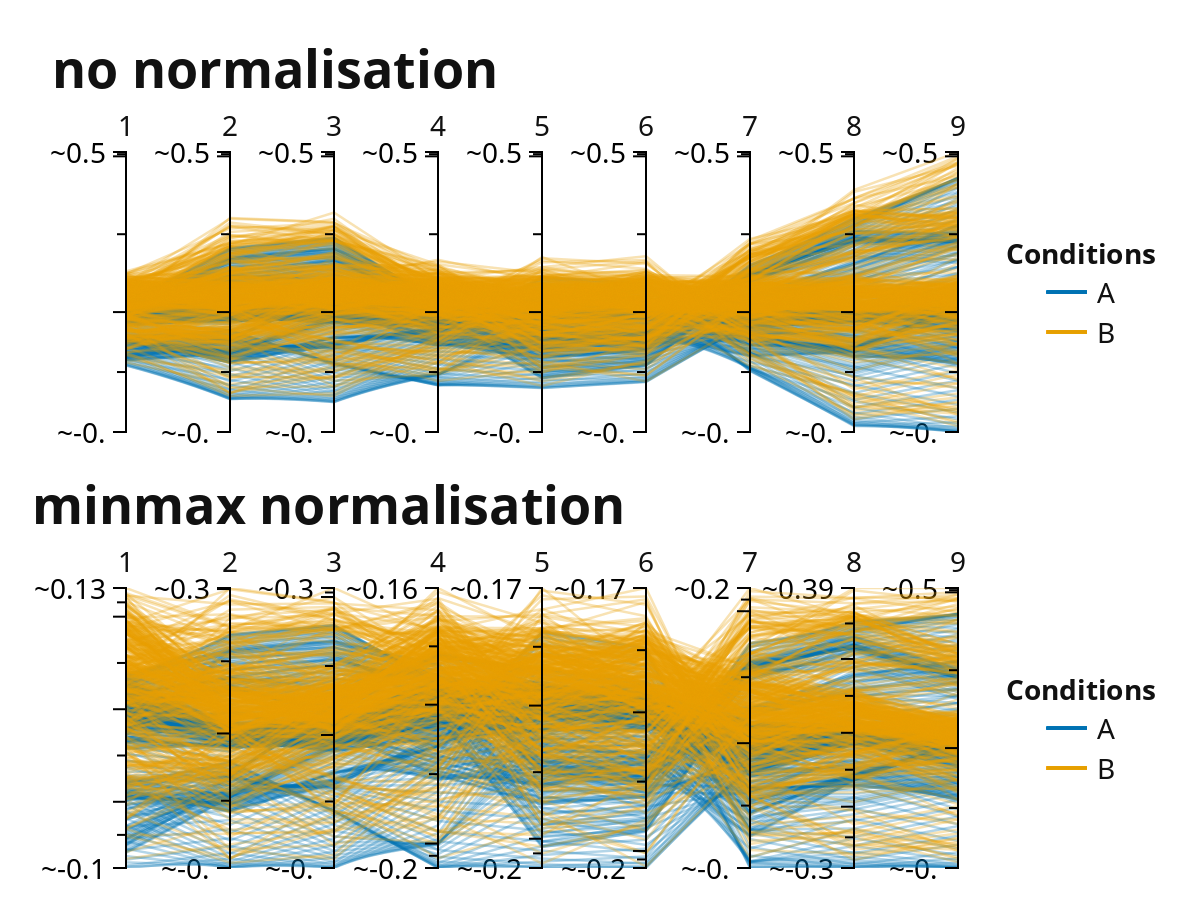 no normalisation
1 2 3 4 5 6 7 8 9
~0.5 ~0.5 ~0.5 ~0.5 ~0.5 ~0.5 ~0.5 ~0.5 ~0.5
Conditions
A
B
~-0. ~-0. ~-0. ~-0. ~-0. ~-0. ~-0. ~-0. ~-0.
minmax normalisation
1 2 3 4 5 6 7 8 9
~0.13 ~0.3 ~0.3 ~0.16 ~0.17 ~0.17 ~0.2 ~0.39 ~0.5
Conditions
A
B
~-0.1 ~-0. ~-0. ~-0.2 ~-0.2 ~-0.2 ~-0. ~-0.3 ~-0.